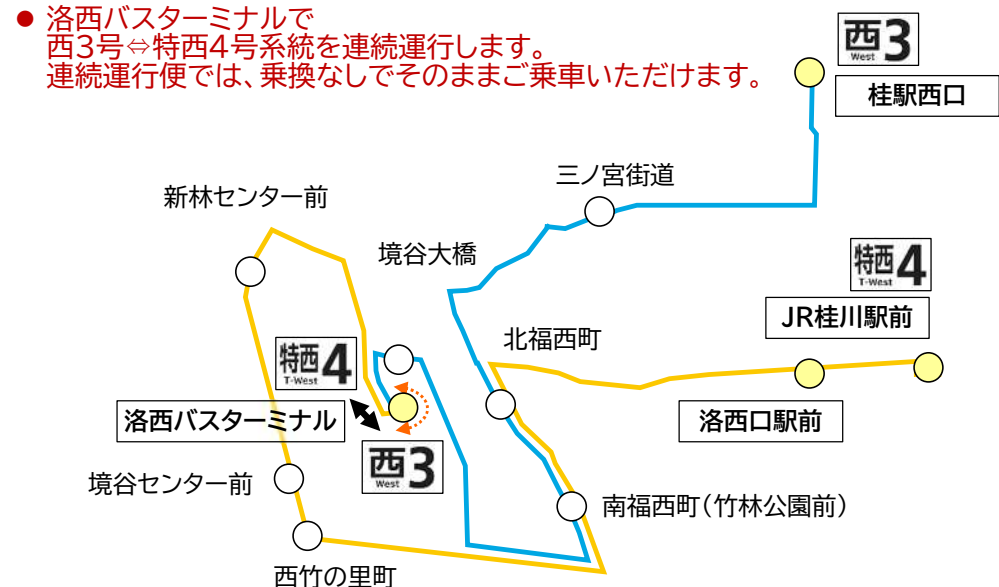 ● 洛西バスターミナルで
西3号⇔特西4号系統を連続運行します。
連続運行便では、乗換なしでそのままご乗車いただけます。
西3
West
桂駅西口
三ノ宮街道
新林センター前
境谷大橋
特西4
T-West
JR桂川駅前
北福西町
特西4
T-West
洛西バスターミナル
洛西口駅前
西3
West
境谷センター前
南福西町(竹林公園前)
西竹の里町